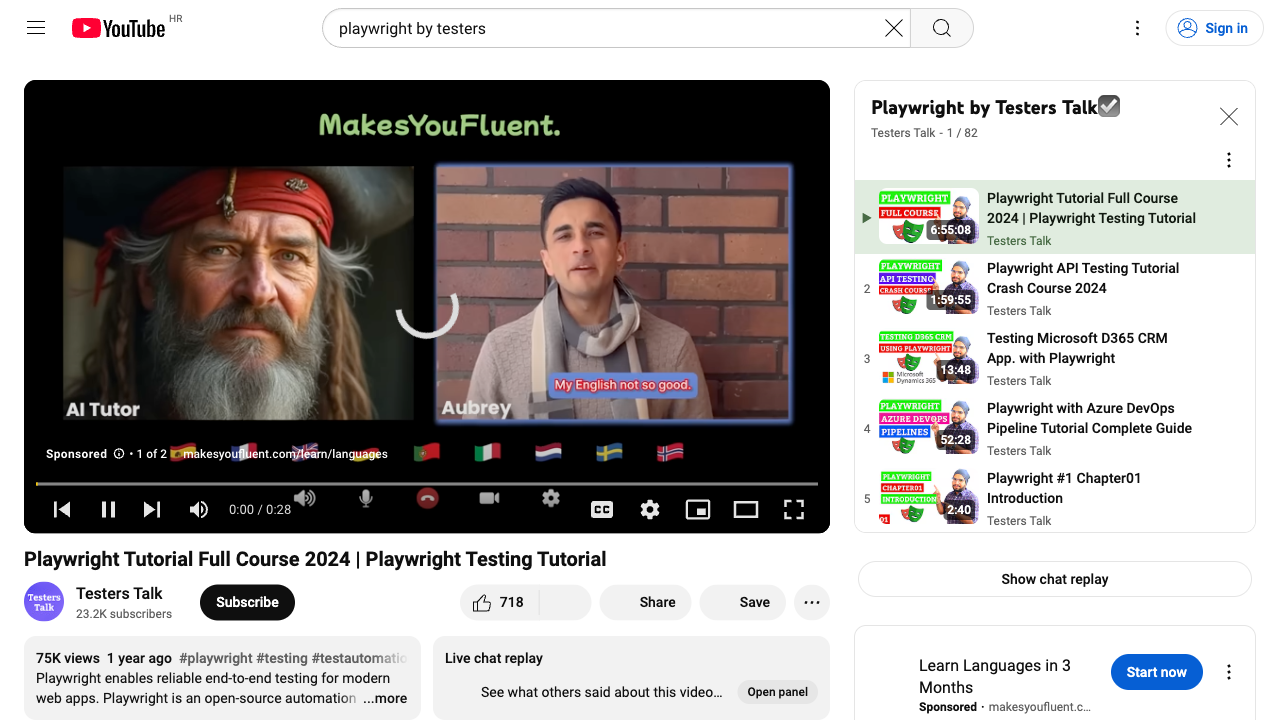 YouTube HR
playwright by testers
Sign in
MakesYouFluent.
AI Tutor
Aubrey
My English not so good.
Sponsored • 1 of 2 makesyoufluent.com/learn/languages
0:00 / 0:28
CC
Playwright Tutorial Full Course 2024 | Playwright Testing Tutorial
Testers Talk
Testers Talk
23.2K subscribers
Subscribe
718
Share
Save
75K views 1 year ago #playwright #testing #testautomatio
Playwright enables reliable end-to-end testing for modern
web apps. Playwright is an open-source automation ...more
Live chat replay
See what others said about this video...
Open panel
Playwright by Testers Talk☑️
Testers Talk - 1 / 82
PLAYWRIGHT
FULL COURSE
6:55:08
Playwright Tutorial Full Course
2024 | Playwright Testing Tutorial
Testers Talk
2
PLAYWRIGHT
API TESTING
CRASH COURSE
1:59:55
Playwright API Testing Tutorial
Crash Course 2024
Testers Talk
3
TESTING D365 CRM
USING PLAYWRIGHT
Microsoft
Dynamics 365
13:48
Testing Microsoft D365 CRM
App. with Playwright
Testers Talk
4
PLAYWRIGHT
AZURE DEVOPS
PIPELINES
52:28
Playwright with Azure DevOps
Pipeline Tutorial Complete Guide
Testers Talk
5
PLAYWRIGHT
CHAPTER01
INTRODUCTION
01
2:40
Playwright #1 Chapter01
Introduction
Testers Talk
Show chat replay
Learn Languages in 3
Months
Sponsored · makesyoufluent.c...
Start now